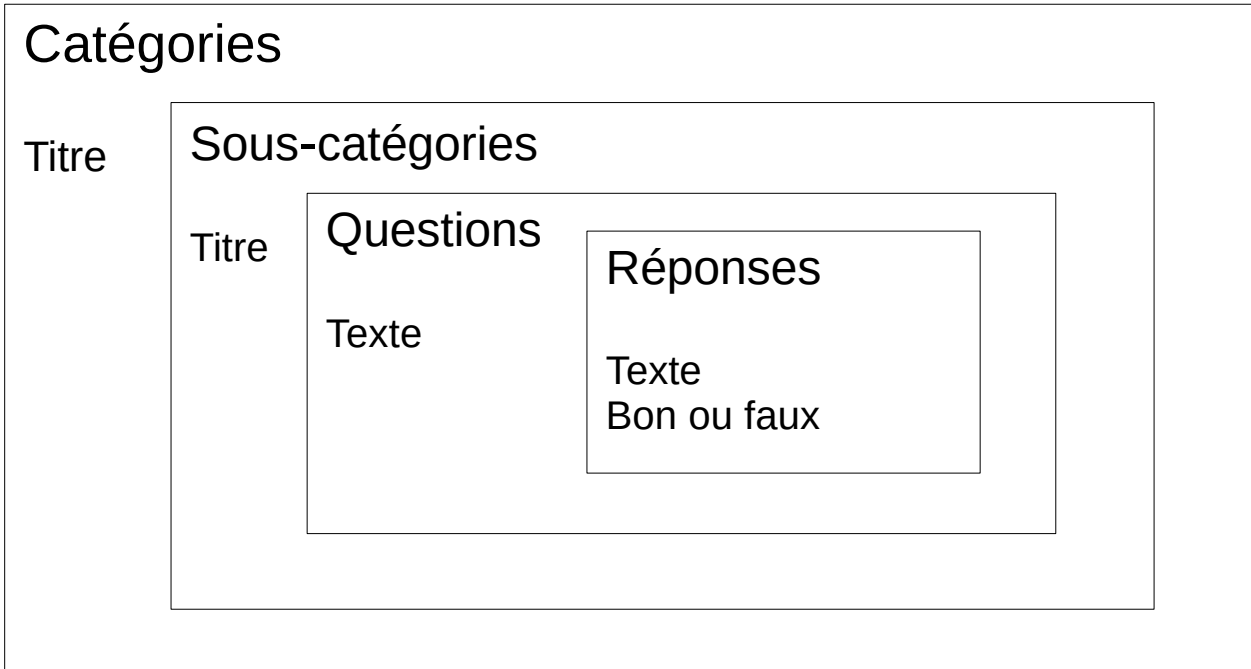 Catégories
Titre
Sous-catégories
Titre
Questions
Texte
Réponses
Texte
Bon ou faux